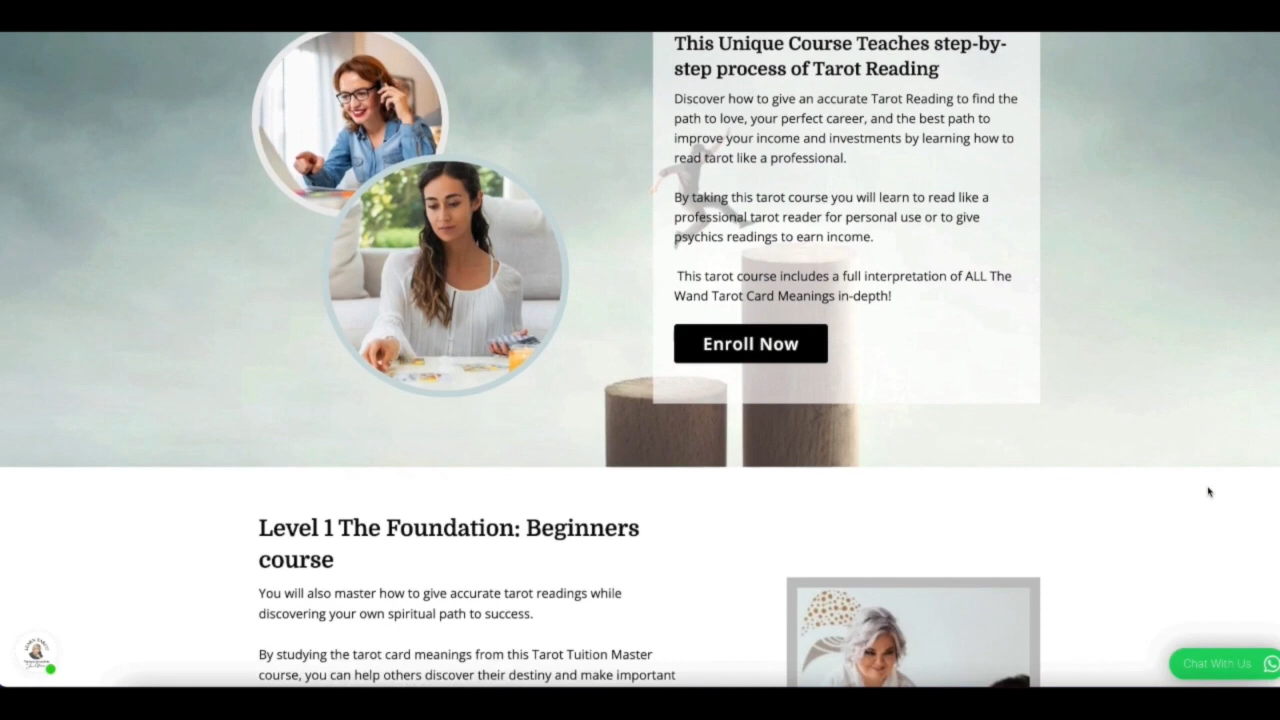 This Unique Course Teaches step-by-
step process of Tarot Reading
Discover how to give an accurate Tarot Reading to find the
path to love, your perfect career, and the best path to
improve your income and investments by learning how to
read tarot like a professional.
By taking this tarot course you will learn to read like a
professional tarot reader for personal use or to give
psychics readings to earn income.
This tarot course includes a full interpretation of ALL The
Wand Tarot Card Meanings in-depth!
Enroll Now
Level 1 The Foundation: Beginners
course
You will also master how to give accurate tarot readings while
discovering your own spiritual path to success.
By studying the tarot card meanings from this Tarot Tuition Master
course, you can help others discover their destiny and make important
Chat With Us